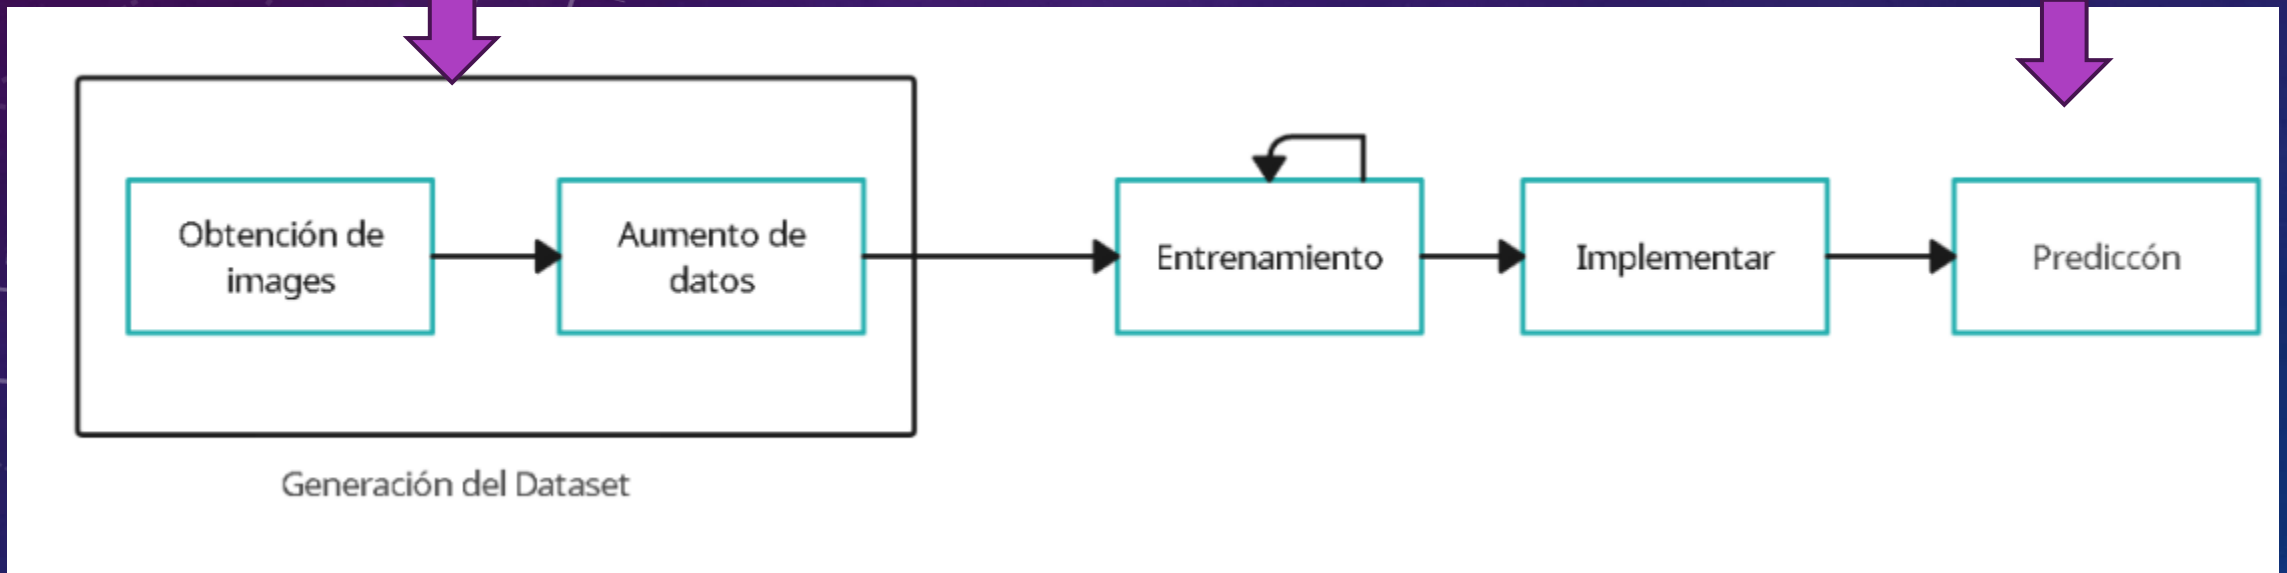 Obtención de
images
Aumento de
datos
Entrenamiento
Implementar
Prediccón
Generación del Dataset